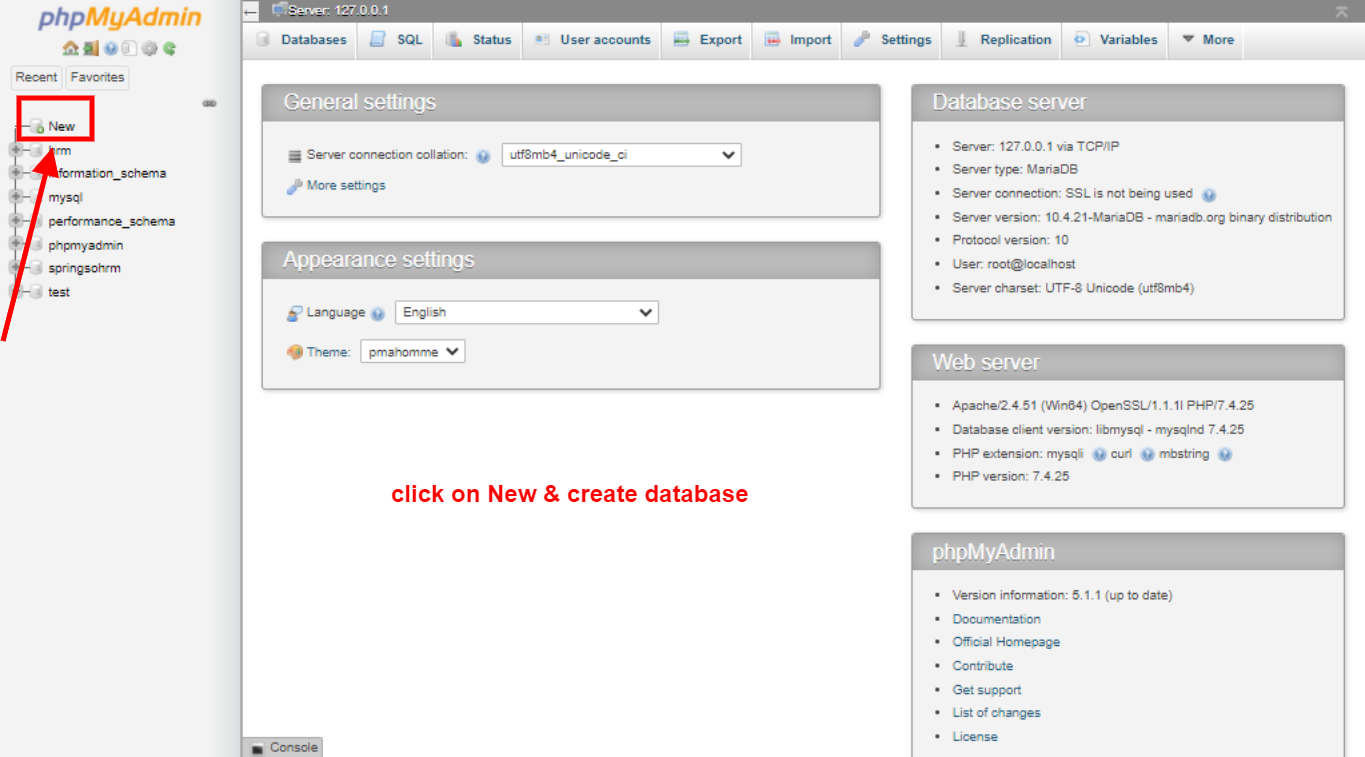 phpMyAdmin
Recent Favorites
New
hrm
information_schema
mysql
performance_schema
phpmyadmin
springsohrm
test
Server: 127.0.0.1
Databases SQL Status User accounts Export Import Settings Replication Variables More
General settings
Server connection collation: utf8mb4_unicode_ci
More settings
Appearance settings
Language English
Theme: pmahomme
click on New & create database
Database server
Server: 127.0.0.1 via TCP/IP
Server type: MariaDB
Server connection: SSL is not being used
Server version: 10.4.21-MariaDB - mariadb.org binary distribution
Protocol version: 10
User: root@localhost
Server charset: UTF-8 Unicode (utf8mb4)
Web server
Apache/2.4.51 (Win64) OpenSSL/1.1.1l PHP/7.4.25
Database client version: libmysql - mysqlnd 7.4.25
PHP extension: mysqli curl mbstring
PHP version: 7.4.25
phpMyAdmin
Version information: 5.1.1 (up to date)
Documentation
Official Homepage
Contribute
Get support
List of changes
License
Console